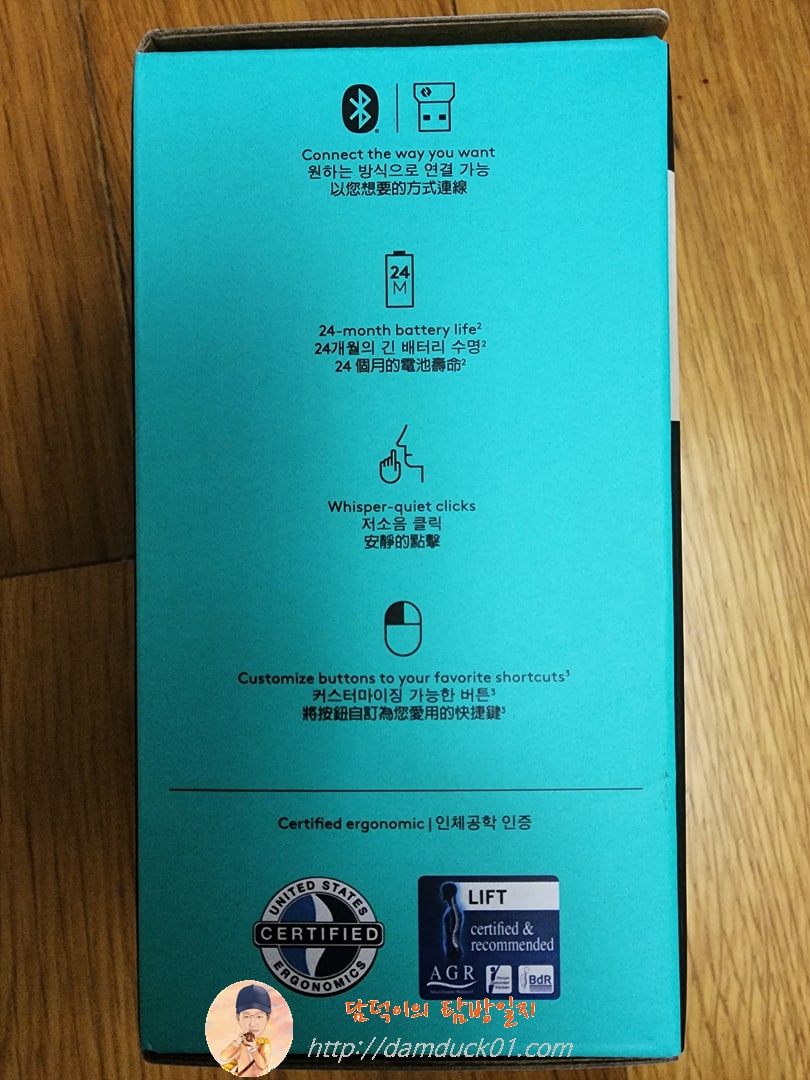 Connect the way you want
원하는 방식으로 연결 가능
以您想要的方式連線
24
M
24-month battery life²
24개월의 긴 배터리 수명²
24 個月的電池壽命²
Whisper-quiet clicks
저소음 클릭
安靜的點擊
Customize buttons to your favorite shortcuts³
커스터마이징 가능한 버튼³
將按鈕自訂為您愛用的快捷鍵³
Certified ergonomic | 인체공학 인증
UNITED STATES
CERTIFIED
ERGONOMICS
LIFT
certified &
recommended
AGR
BdR
담덕이의 탐방일지
http://damduck01.com